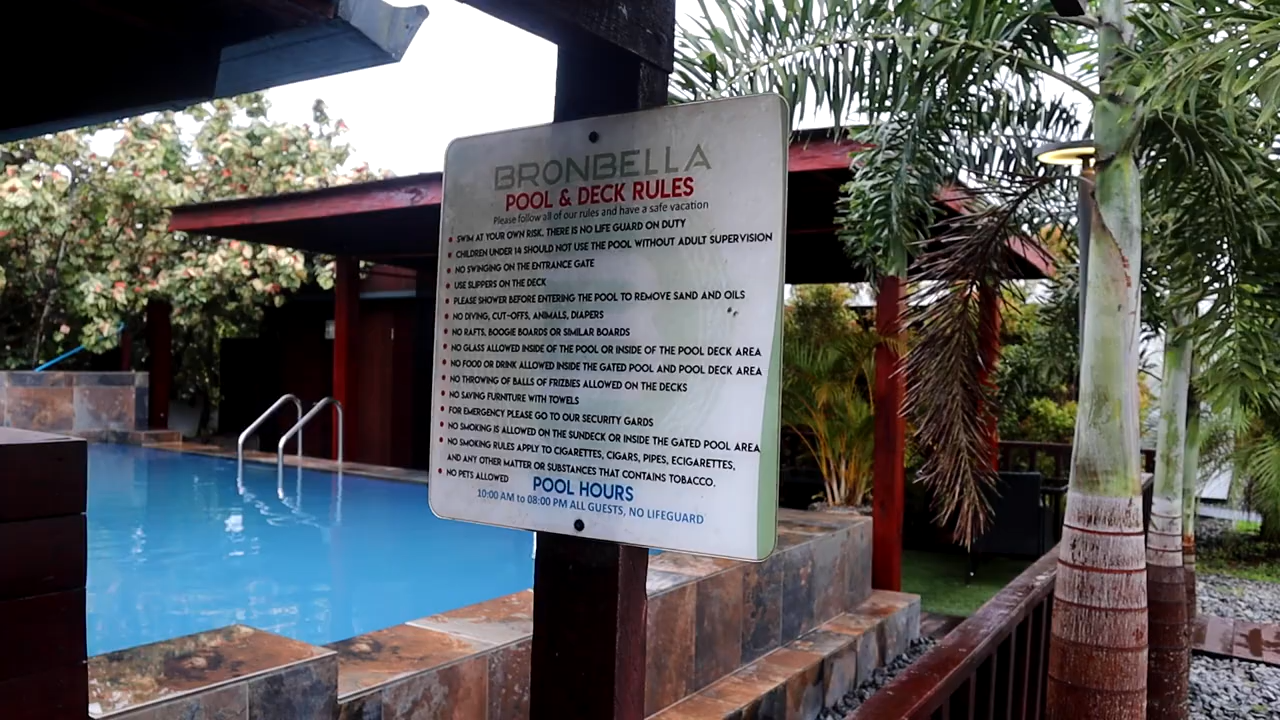 BRONBELLA
POOL & DECK RULES
Please follow all of our rules and have a safe vacation
• SWIM AT YOUR OWN RISK. THERE IS NO LIFE GUARD ON DUTY
• CHILDREN UNDER 14 SHOULD NOT USE THE POOL WITHOUT ADULT SUPERVISION
• NO SWINGING ON THE ENTRANCE GATE
• USE SLIPPERS ON THE DECK
• PLEASE SHOWER BEFORE ENTERING THE POOL TO REMOVE SAND AND OILS
• NO DIVING, CUT-OFFS, ANIMALS, DIAPERS
• NO RAFTS, BOOGIE BOARDS OR SIMILAR BOARDS
• NO GLASS ALLOWED INSIDE OF THE POOL OR INSIDE OF THE POOL DECK AREA
• NO FOOD OR DRINK ALLOWED INSIDE THE GATED POOL AND POOL DECK AREA
• NO THROWING OF BALLS OF FRIZBIES ALLOWED ON THE DECKS
• NO SAVING FURNITURE WITH TOWELS
• FOR EMERGENCY PLEASE GO TO OUR SECURITY GARDS
• NO SMOKING IS ALLOWED ON THE SUNDECK OR INSIDE THE GATED POOL AREA
• NO SMOKING RULES APPLY TO CIGARETTES, CIGARS, PIPES, ECIGARETTES,
AND ANY OTHER MATTER OR SUBSTANCES THAT CONTAINS TOBACCO.
• NO PETS ALLOWED
POOL HOURS
10:00 AM to 08:00 PM ALL GUESTS, NO LIFEGUARD